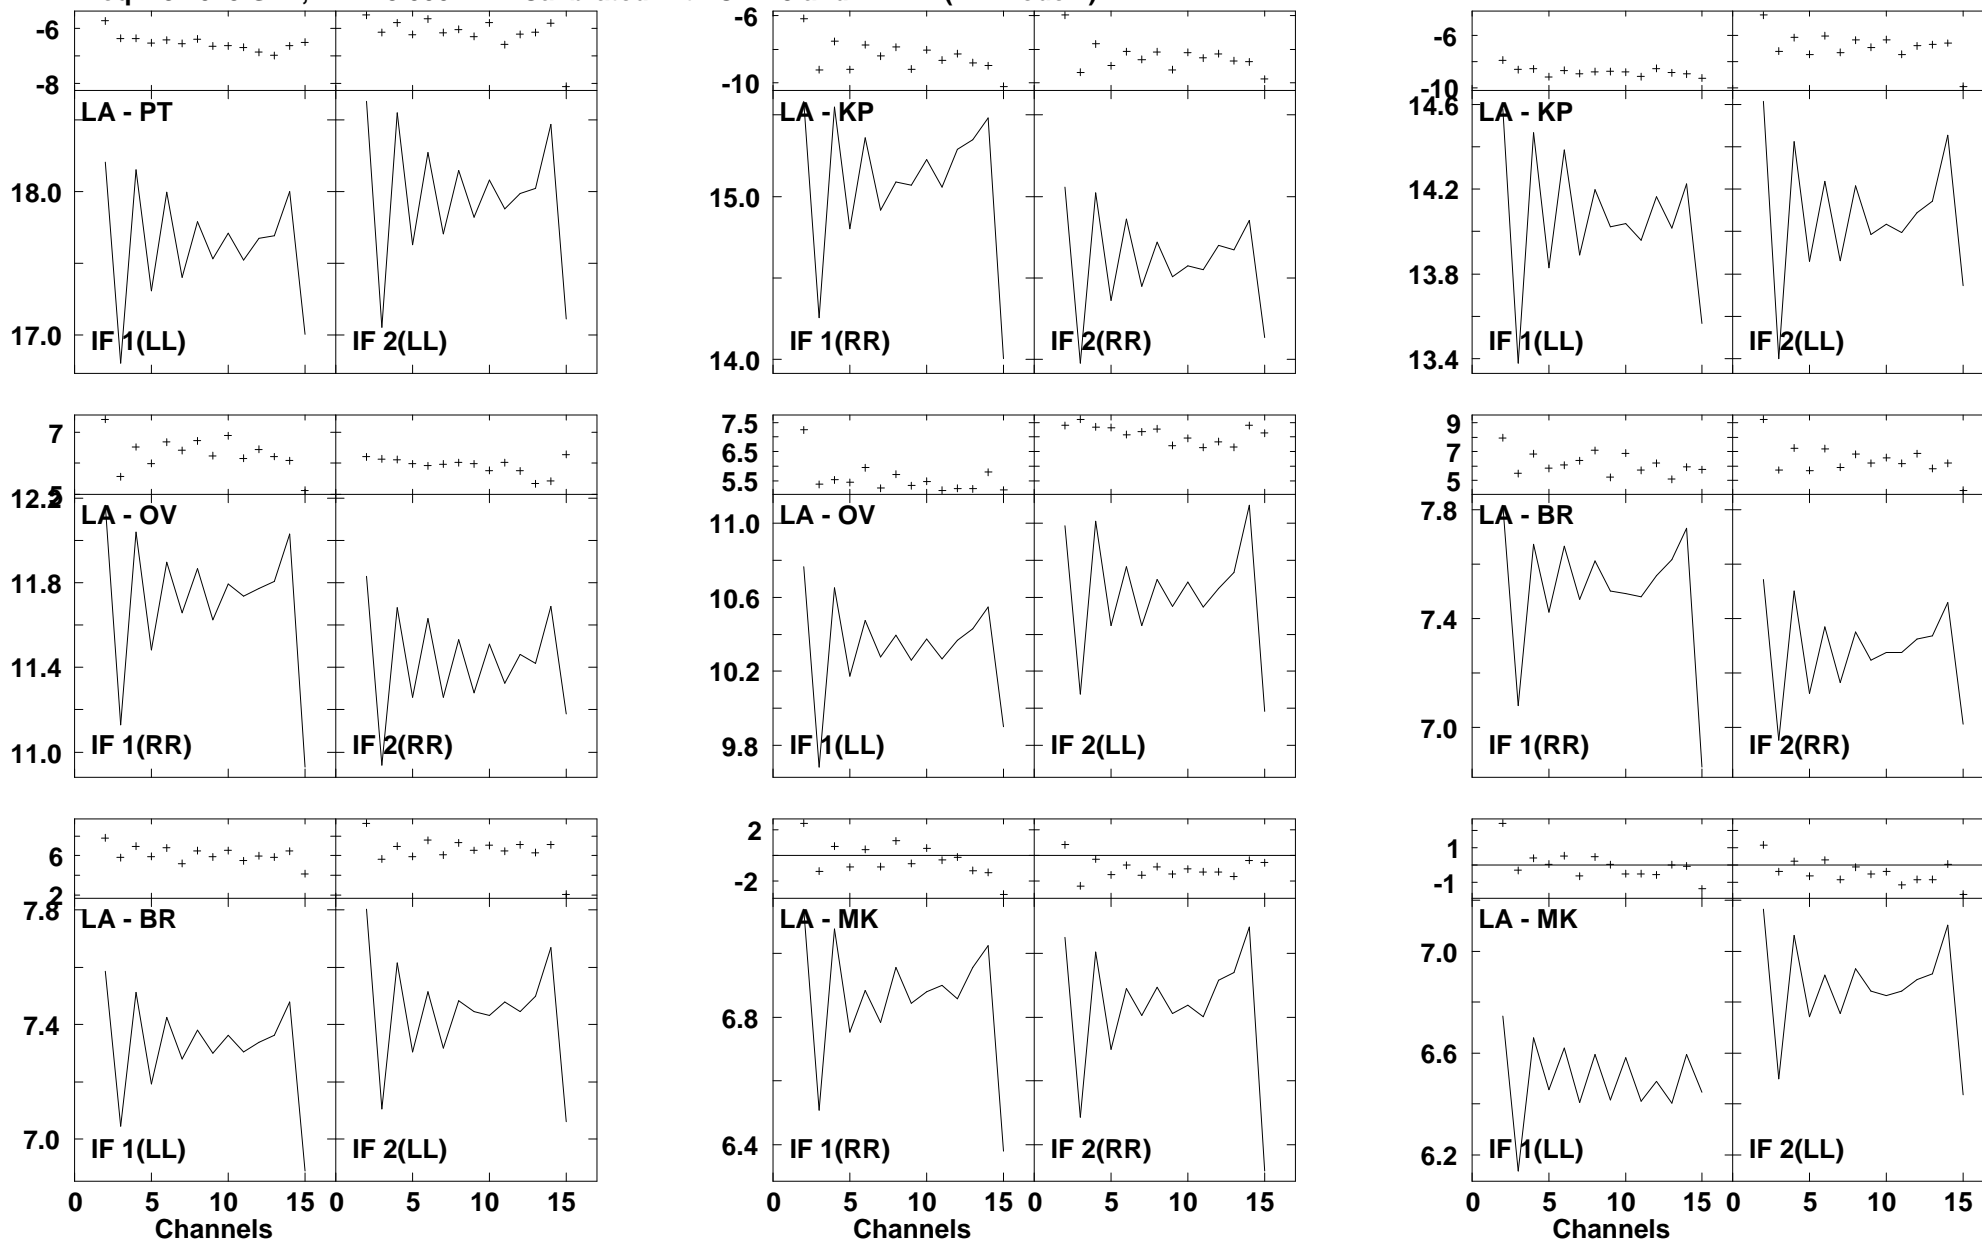 -6
-8
LA - PT
18.0
17.0
IF 1(LL)
IF 2(LL)
-6
-10
LA - KP
15.0
14.0
IF 1(RR)
IF 2(RR)
-6
-10
14.6
LA - KP
14.2
13.8
13.4
IF 1(LL)
IF 2(LL)
7
5
12.2
LA - OV
11.8
11.4
11.0
IF 1(RR)
IF 2(RR)
7.5
6.5
5.5
LA - OV
11.0
10.6
10.2
9.8
IF 1(LL)
IF 2(LL)
9
7
5
LA - BR
7.8
7.4
7.0
IF 1(RR)
IF 2(RR)
6
2
7.8
LA - BR
7.4
7.0
IF 1(LL)
IF 2(LL)
0 5 10 15 0 5 10 15
Channels
2
-2
LA - MK
6.8
6.4
IF 1(RR)
IF 2(RR)
0 5 10 15 0 5 10 15
Channels
1
-1
LA - MK
7.0
6.6
6.2
IF 1(LL)
IF 2(LL)
0 5 10 15 0 5 10 15
Channels